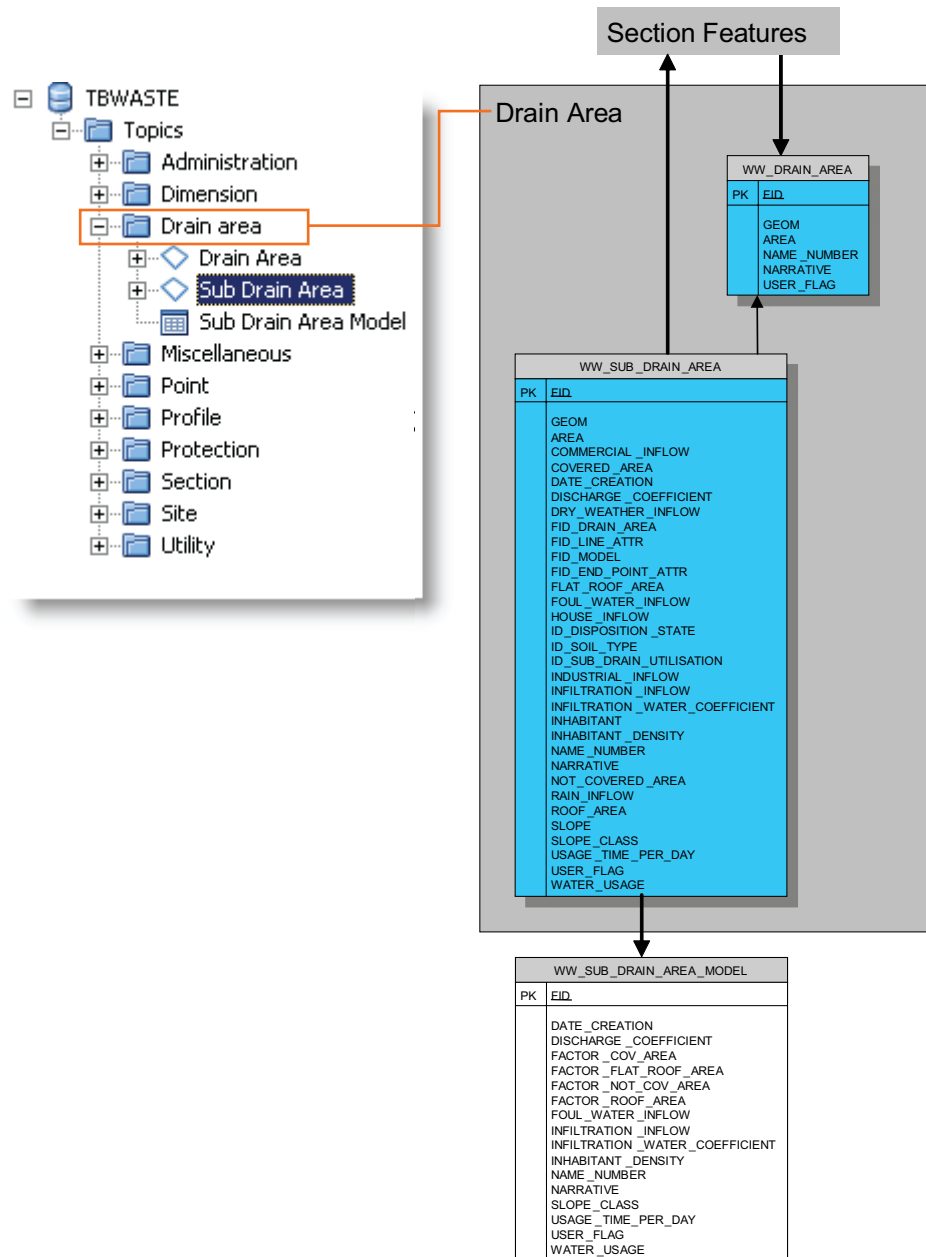 Section Features
TBWASTE
Topics
Administration
Dimension
Drain area
Drain Area
Sub Drain Area
Sub Drain Area Model
Miscellaneous
Point
Profile
Protection
Section
Site
Utility
Drain Area
WW_DRAIN_AREA
PK FID
GEOM
AREA
NAME_NUMBER
NARRATIVE
USER_FLAG
WW_SUB_DRAIN_AREA
PK FID
GEOM
AREA
COMMERCIAL_INFLOW
COVERED_AREA
DATE_CREATION
DISCHARGE_COEFFICIENT
DRY_WEATHER_INFLOW
FID_DRAIN_AREA
FID_LINE_ATTR
FID_MODEL
FID_END_POINT_ATTR
FLAT_ROOF_AREA
FOUL_WATER_INFLOW
HOUSE_INFLOW
ID_DISPOSITION_STATE
ID_SOIL_TYPE
ID_SUB_DRAIN_UTILISATION
INDUSTRIAL_INFLOW
INFILTRATION_INFLOW
INFILTRATION_WATER_COEFFICIENT
INHABITANT
INHABITANT_DENSITY
NAME_NUMBER
NARRATIVE
NOT_COVERED_AREA
RAIN_INFLOW
ROOF_AREA
SLOPE
SLOPE_CLASS
USAGE_TIME_PER_DAY
USER_FLAG
WATER_USAGE
WW_SUB_DRAIN_AREA_MODEL
PK FID
DATE_CREATION
DISCHARGE_COEFFICIENT
FACTOR_COV_AREA
FACTOR_FLAT_ROOF_AREA
FACTOR_NOT_COV_AREA
FACTOR_ROOF_AREA
FOUL_WATER_INFLOW
INFILTRATION_INFLOW
INFILTRATION_WATER_COEFFICIENT
INHABITANT_DENSITY
NAME_NUMBER
NARRATIVE
SLOPE_CLASS
USAGE_TIME_PER_DAY
USER_FLAG
WATER_USAGE